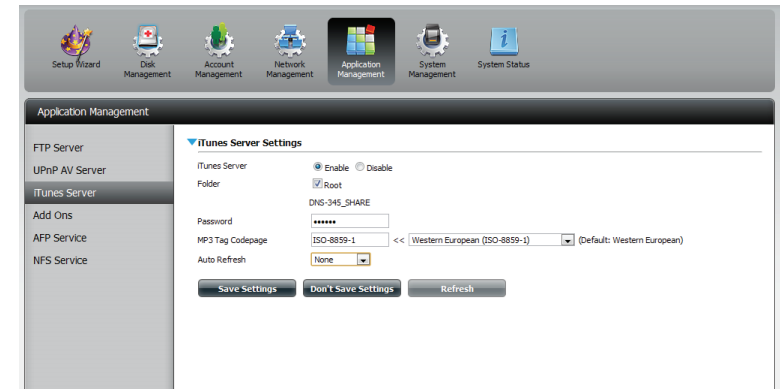 Setup Wizard
Disk Management
Account Management
Network Management
Application Management
System Management
System Status
Application Management
FTP Server
UPnP AV Server
iTunes Server
Add Ons
AFP Service
NFS Service
iTunes Server Settings
iTunes Server Enable Disable
Folder Root
DNS-345_SHARE
Password ••••••
MP3 Tag Codepage ISO-8859-1 << Western European (ISO-8859-1) (Default: Western European)
Auto Refresh None
Save Settings Don't Save Settings Refresh